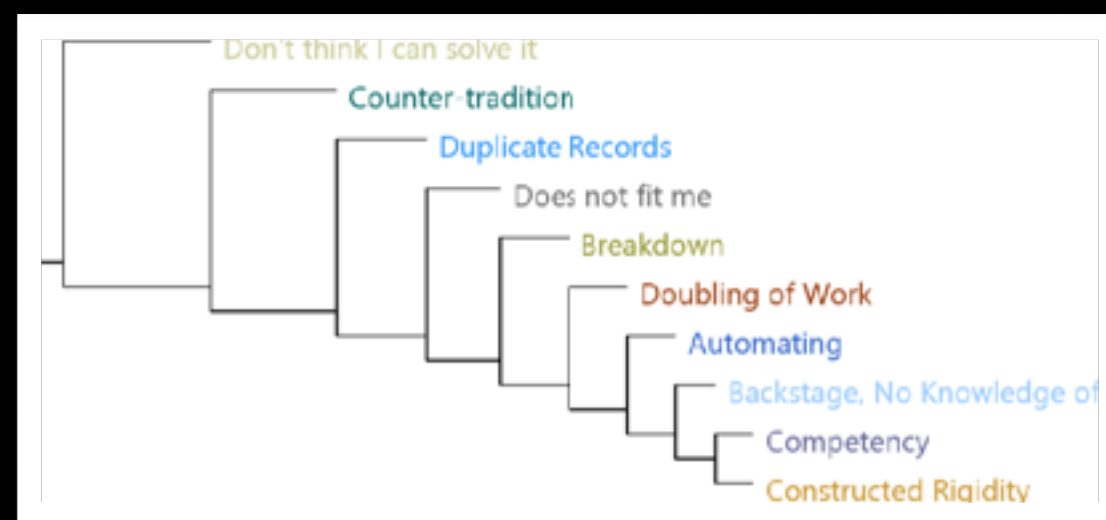 Don't think I can solve it
Counter-tradition
Duplicate Records
Does not fit me
Breakdown
Doubling of Work
Automating
Backstage, No Knowledge of
Competency
Constructed Rigidity